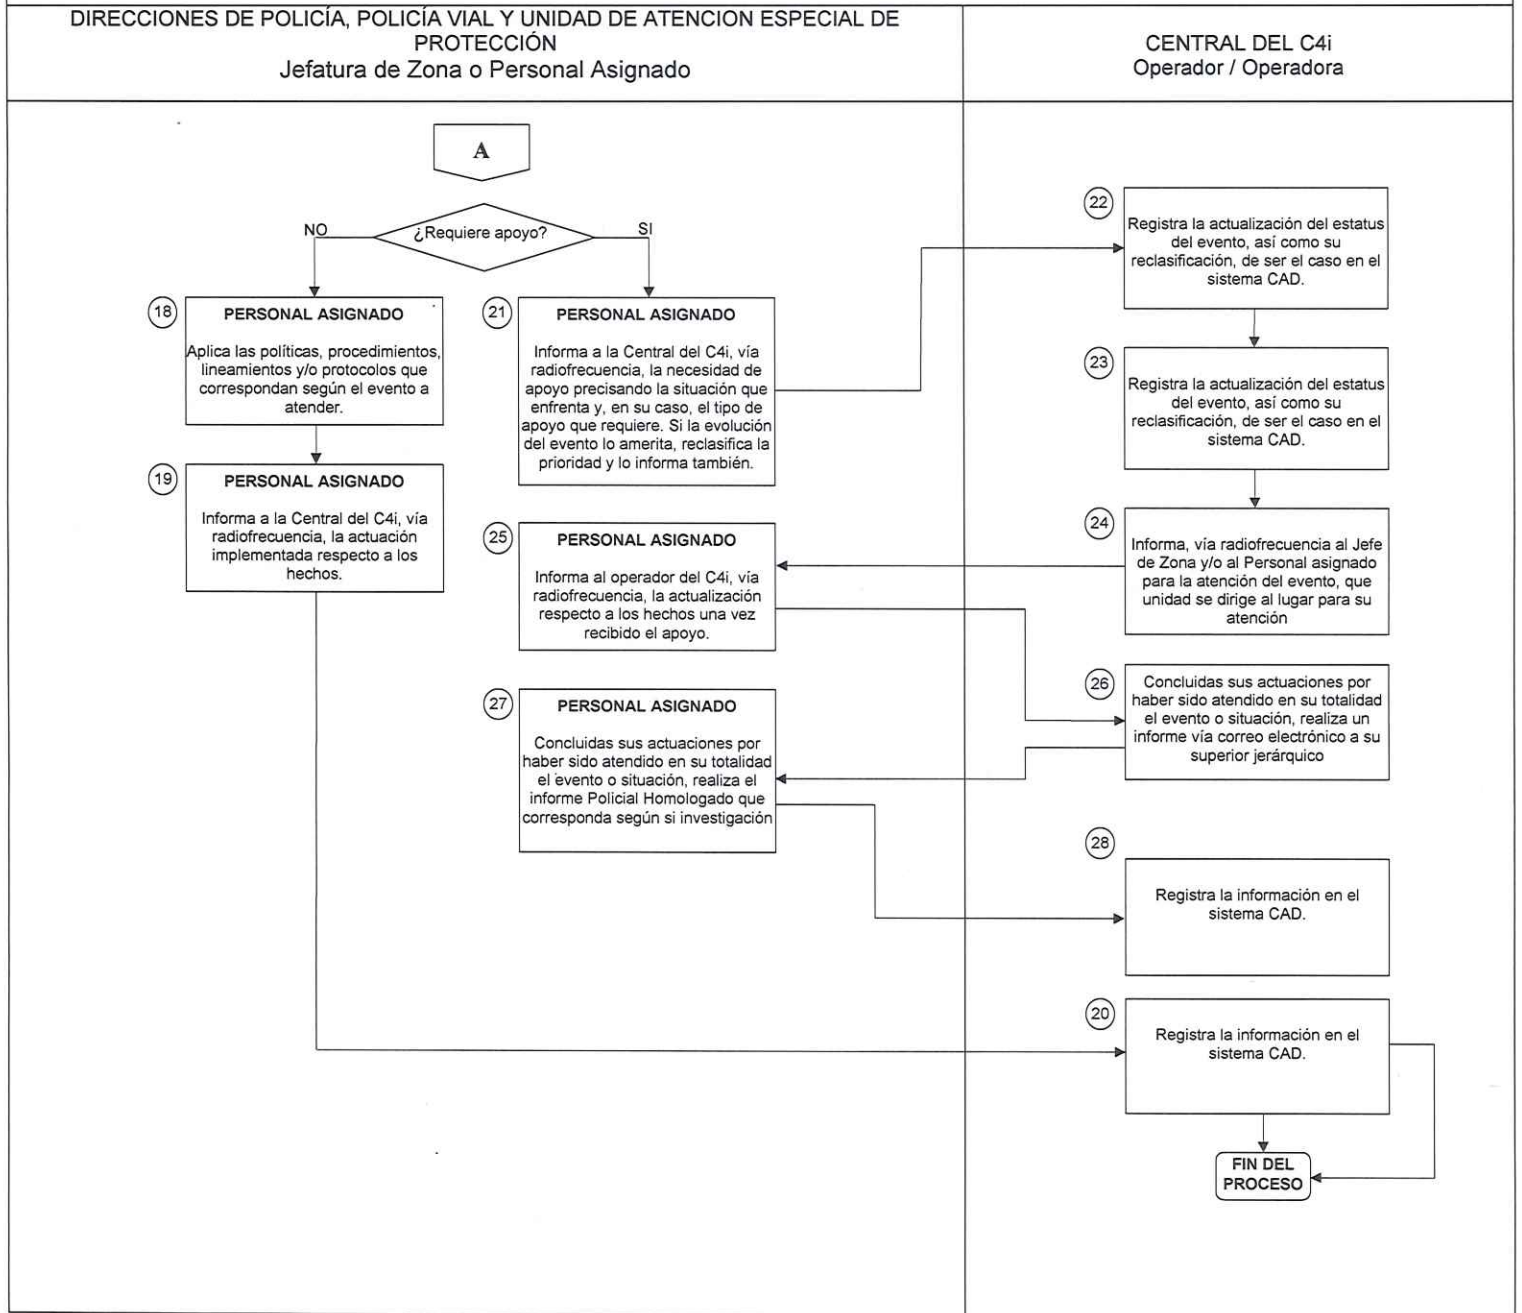 DIRECCIONES DE POLICÍA, POLICÍA VIAL Y UNIDAD DE ATENCION ESPECIAL DE
PROTECCIÓN
Jefatura de Zona o Personal Asignado
CENTRAL DEL C4i
Operador / Operadora
A
¿Requiere apoyo?
NO
SI
18
PERSONAL ASIGNADO
Aplica las políticas, procedimientos,
lineamientos y/o protocolos que
correspondan según el evento a
atender.
19
PERSONAL ASIGNADO
Informa a la Central del C4i, vía
radiofrecuencia, la actuación
implementada respecto a los
hechos.
21
PERSONAL ASIGNADO
Informa a la Central del C4i, vía
radiofrecuencia, la necesidad de
apoyo precisando la situación que
enfrenta y, en su caso, el tipo de
apoyo que requiere. Si la evolución
del evento lo amerita, reclasifica la
prioridad y lo informa también.
22
Registra la actualización del estatus
del evento, así como su
reclasificación, de ser el caso en el
sistema CAD.
23
Registra la actualización del estatus
del evento, así como su
reclasificación, de ser el caso en el
sistema CAD.
24
Informa, vía radiofrecuencia al Jefe
de Zona y/o al Personal asignado
para la atención del evento, que
unidad se dirige al lugar para su
atención
25
PERSONAL ASIGNADO
Informa al operador del C4i, vía
radiofrecuencia, la actualización
respecto a los hechos una vez
recibido el apoyo.
26
Concluidas sus actuaciones por
haber sido atendido en su totalidad
el evento o situación, realiza un
informe vía correo electrónico a su
superior jerárquico
27
PERSONAL ASIGNADO
Concluidas sus actuaciones por
haber sido atendido en su totalidad
el evento o situación, realiza el
informe Policial Homologado que
corresponda según si investigación
28
Registra la información en el
sistema CAD.
20
Registra la información en el
sistema CAD.
FIN DEL
PROCESO